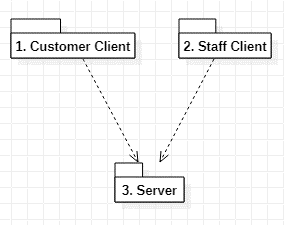 1. Customer Client
2. Staff Client
3. Server